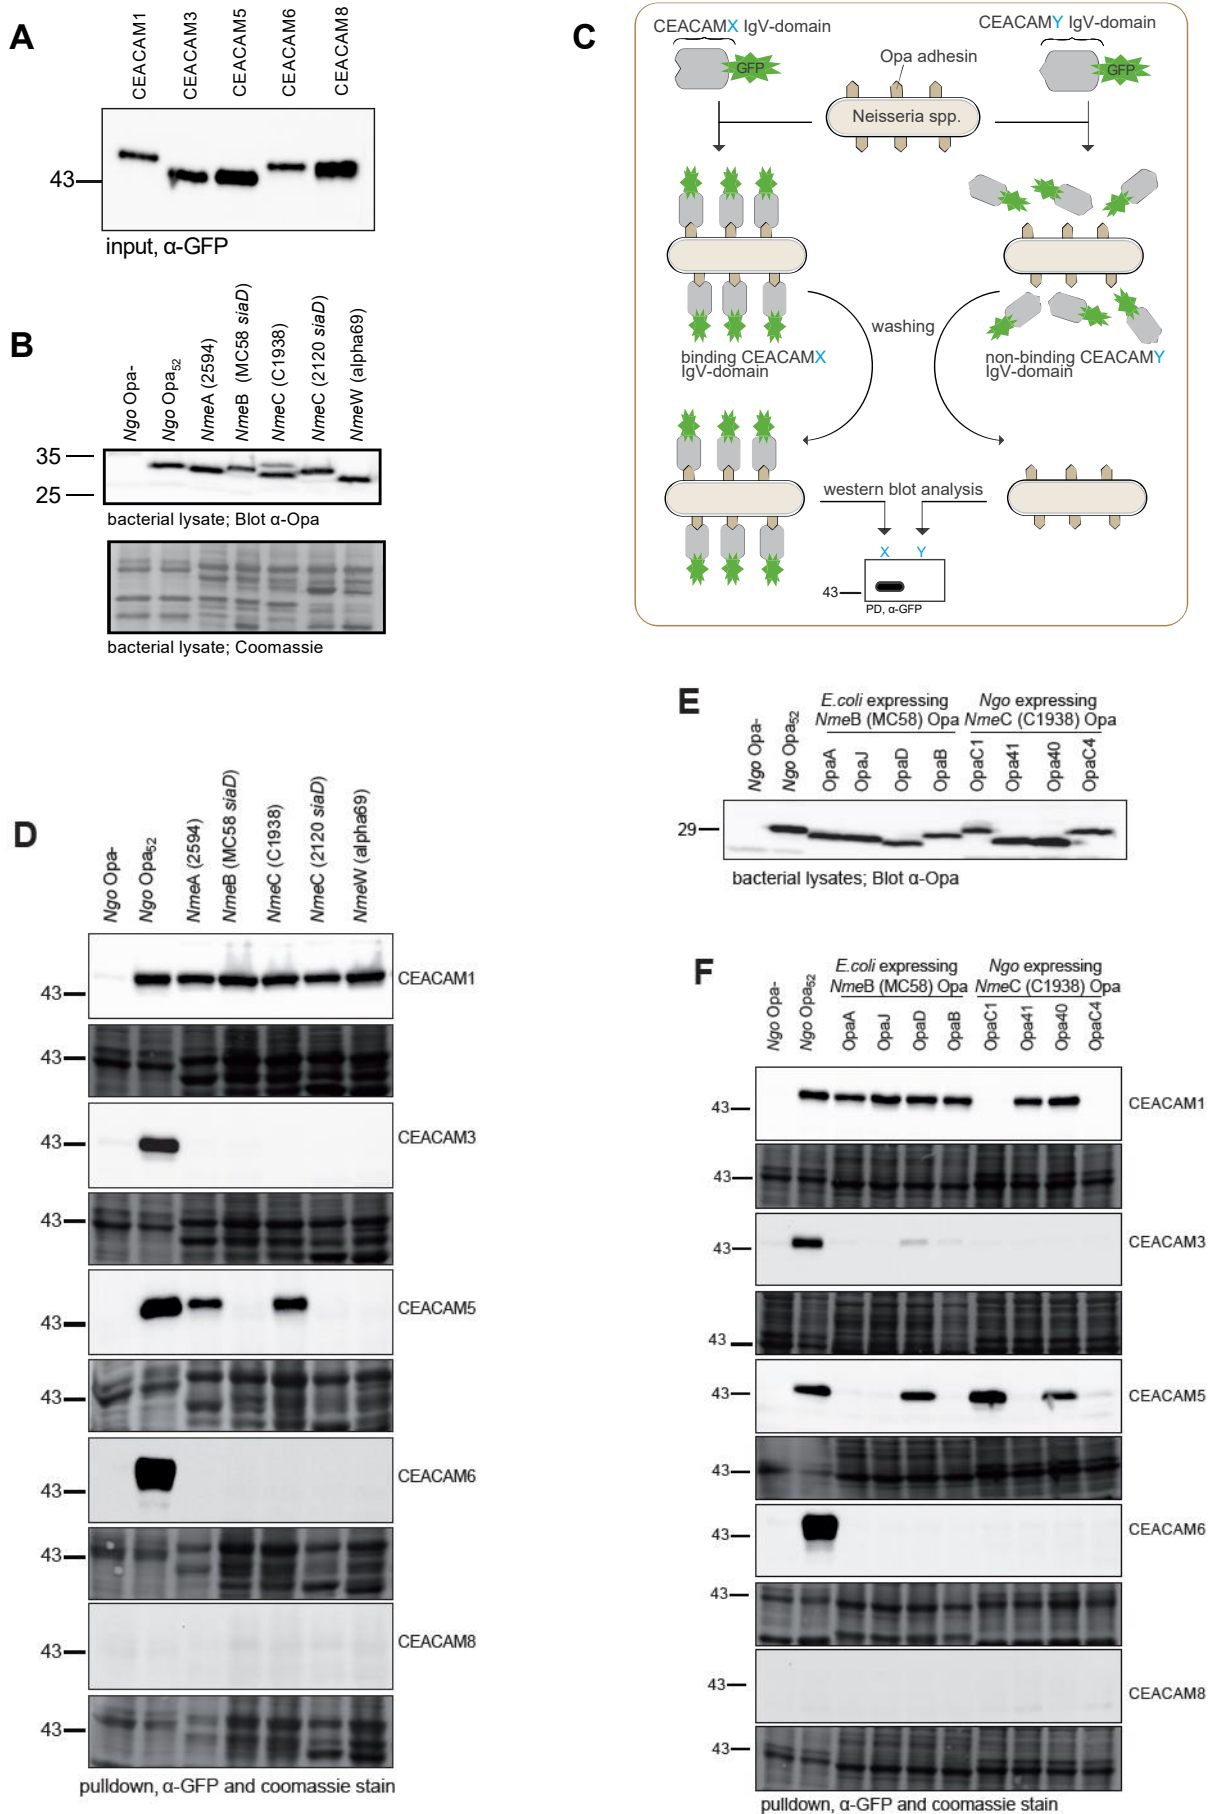 A
CEACAM1
CEACAM3
CEACAM5
CEACAM6
CEACAM8
43
input, α-GFP
B
Ngo Opa-
Ngo Opa52
NmeA (2594)
NmeB (MC58 siaD)
NmeC (C1938)
NmeC (2120 siaD)
NmeW (alpha69)
35
25
bacterial lysate; Blot α-Opa
bacterial lysate; Coomassie
C
CEACAMX IgV-domain
GFP
Opa adhesin
Neisseria spp.
CEACAMY IgV-domain
GFP
washing
binding CEACAMX
IgV-domain
non-binding CEACAMY
IgV-domain
western blot analysis
X Y
43
PD, α-GFP
D
Ngo Opa-
Ngo Opa52
NmeA (2594)
NmeB (MC58 siaD)
NmeC (C1938)
NmeC (2120 siaD)
NmeW (alpha69)
43
CEACAM1
43
43
CEACAM3
43
43
CEACAM5
43
43
CEACAM6
43
43
CEACAM8
43
pulldown, α-GFP and coomassie stain
E
Ngo Opa-
Ngo Opa52
E.coli expressing
NmeB (MC58) Opa
Ngo expressing
NmeC (C1938) Opa
OpaA
OpaJ
OpaD
OpaB
OpaC1
Opa41
Opa40
OpaC4
29
bacterial lysates; Blot α-Opa
F
Ngo Opa-
Ngo Opa52
E.coli expressing
NmeB (MC58) Opa
Ngo expressing
NmeC (C1938) Opa
OpaA
OpaJ
OpaD
OpaB
OpaC1
Opa41
Opa40
OpaC4
43
CEACAM1
43
43
CEACAM3
43
43
CEACAM5
43
43
CEACAM6
43
43
CEACAM8
43
pulldown, α-GFP and coomassie stain